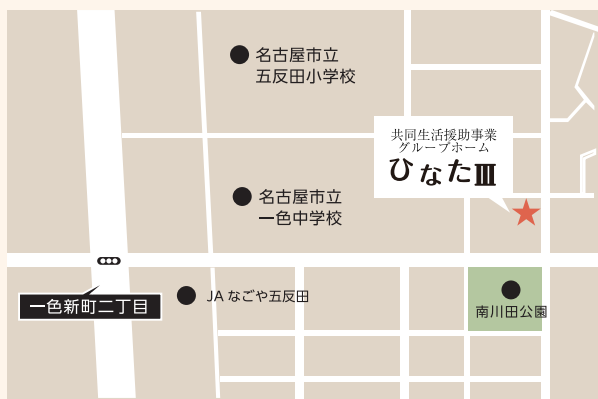 名古屋市立
五反田小学校
共同生活援助事業
グループホーム
ひなたⅢ
名古屋市立
一色中学校
JAなごや五反田
一色新町二丁目
南川田公園